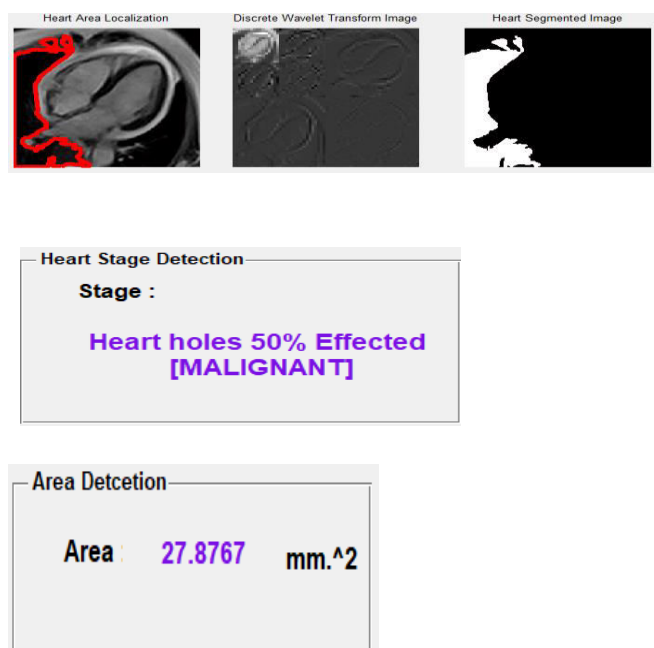 Heart Area Localization
Discrete Wavelet Transform Image
Heart Segmented Image
Heart Stage Detection
Stage :
Heart holes 50% Effected
[MALIGNANT]
Area Detcetion
Area : 27.8767 mm.^2